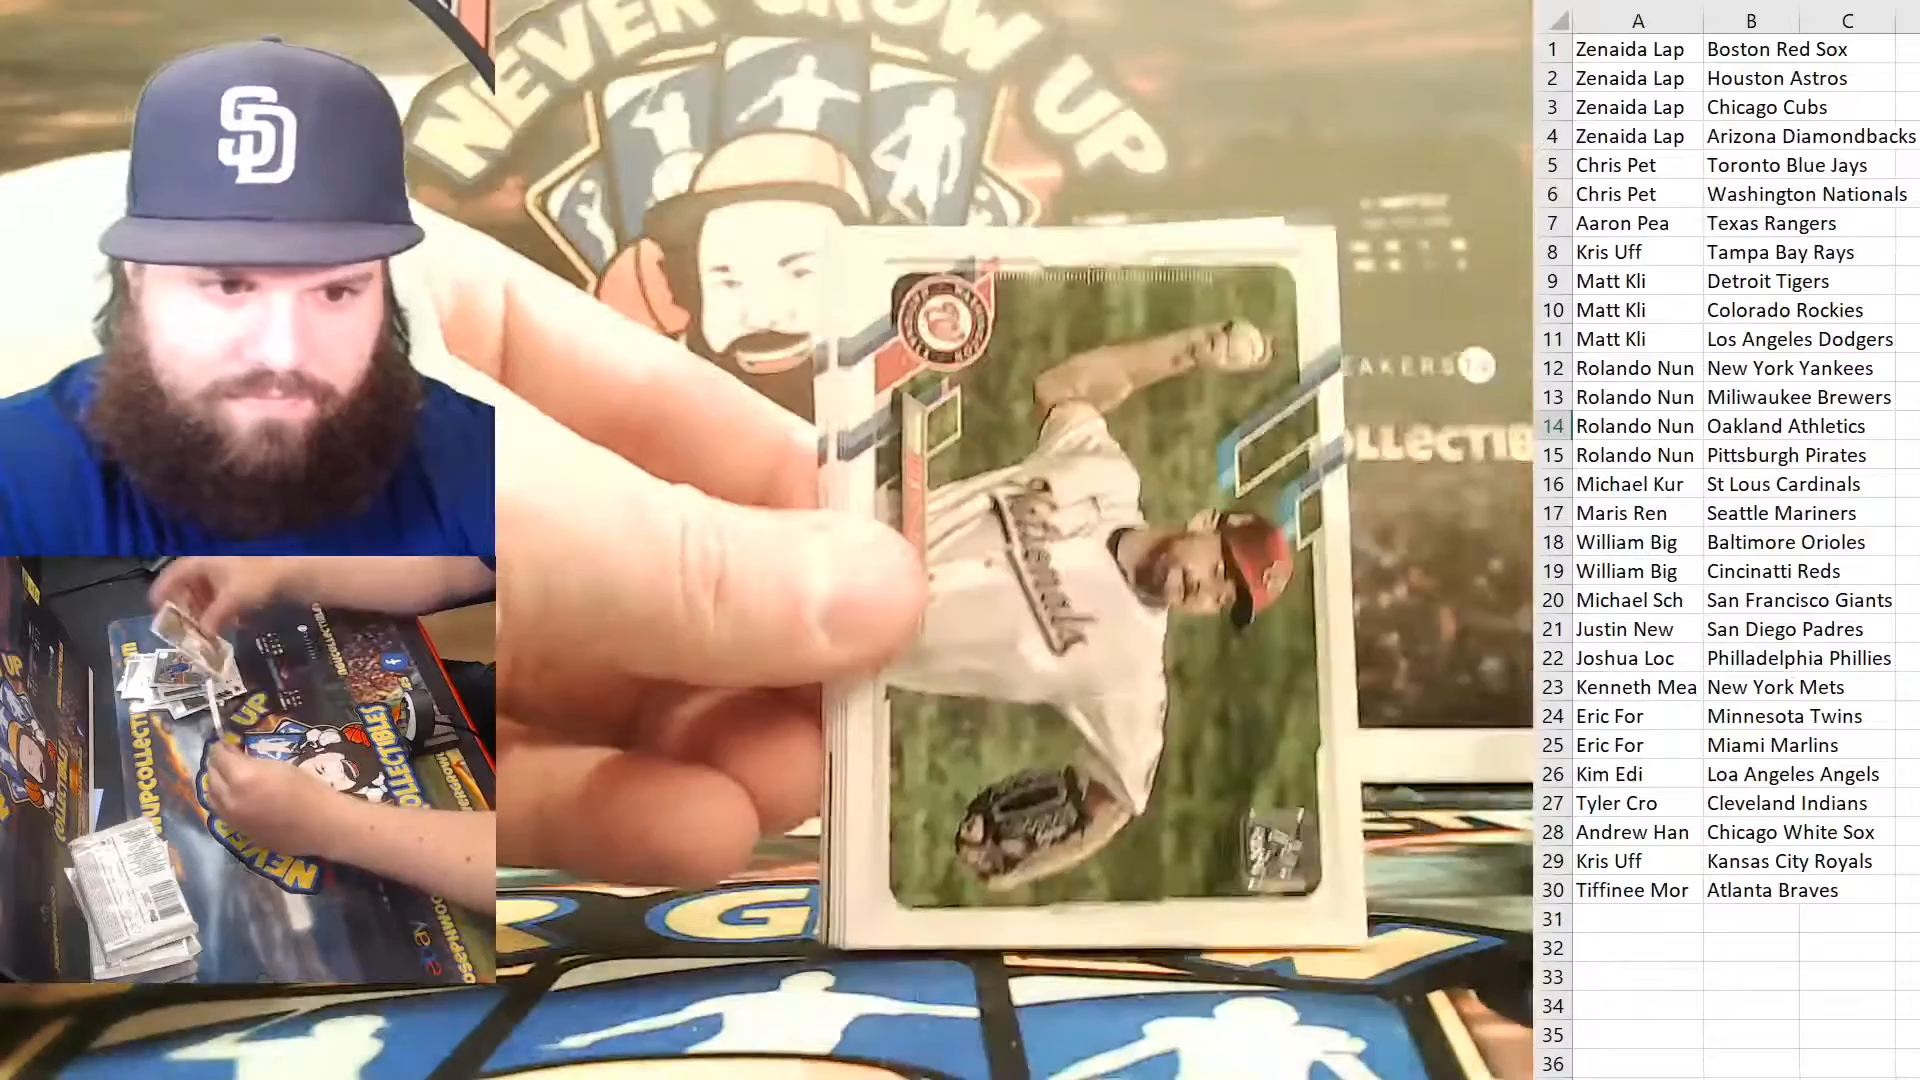 NEVER GROW UP
SD
EAKERS
OLLECTIB
Nationals
A B C
1 Zenaida Lap Boston Red Sox
2 Zenaida Lap Houston Astros
3 Zenaida Lap Chicago Cubs
4 Zenaida Lap Arizona Diamondbacks
5 Chris Pet Toronto Blue Jays
6 Chris Pet Washington Nationals
7 Aaron Pea Texas Rangers
8 Kris Uff Tampa Bay Rays
9 Matt Kli Detroit Tigers
10 Matt Kli Colorado Rockies
11 Matt Kli Los Angeles Dodgers
12 Rolando Nun New York Yankees
13 Rolando Nun Miliwaukee Brewers
14 Rolando Nun Oakland Athletics
15 Rolando Nun Pittsburgh Pirates
16 Michael Kur St Lous Cardinals
17 Maris Ren Seattle Mariners
18 William Big Baltimore Orioles
19 William Big Cincinatti Reds
20 Michael Sch San Francisco Giants
21 Justin New San Diego Padres
22 Joshua Loc Philladelphia Phillies
23 Kenneth Mea New York Mets
24 Eric For Minnesota Twins
25 Eric For Miami Marlins
26 Kim Edi Loa Angeles Angels
27 Tyler Cro Cleveland Indians
28 Andrew Han Chicago White Sox
29 Kris Uff Kansas City Royals
30 Tiffinee Mor Atlanta Braves
31
32
33
34
35
36